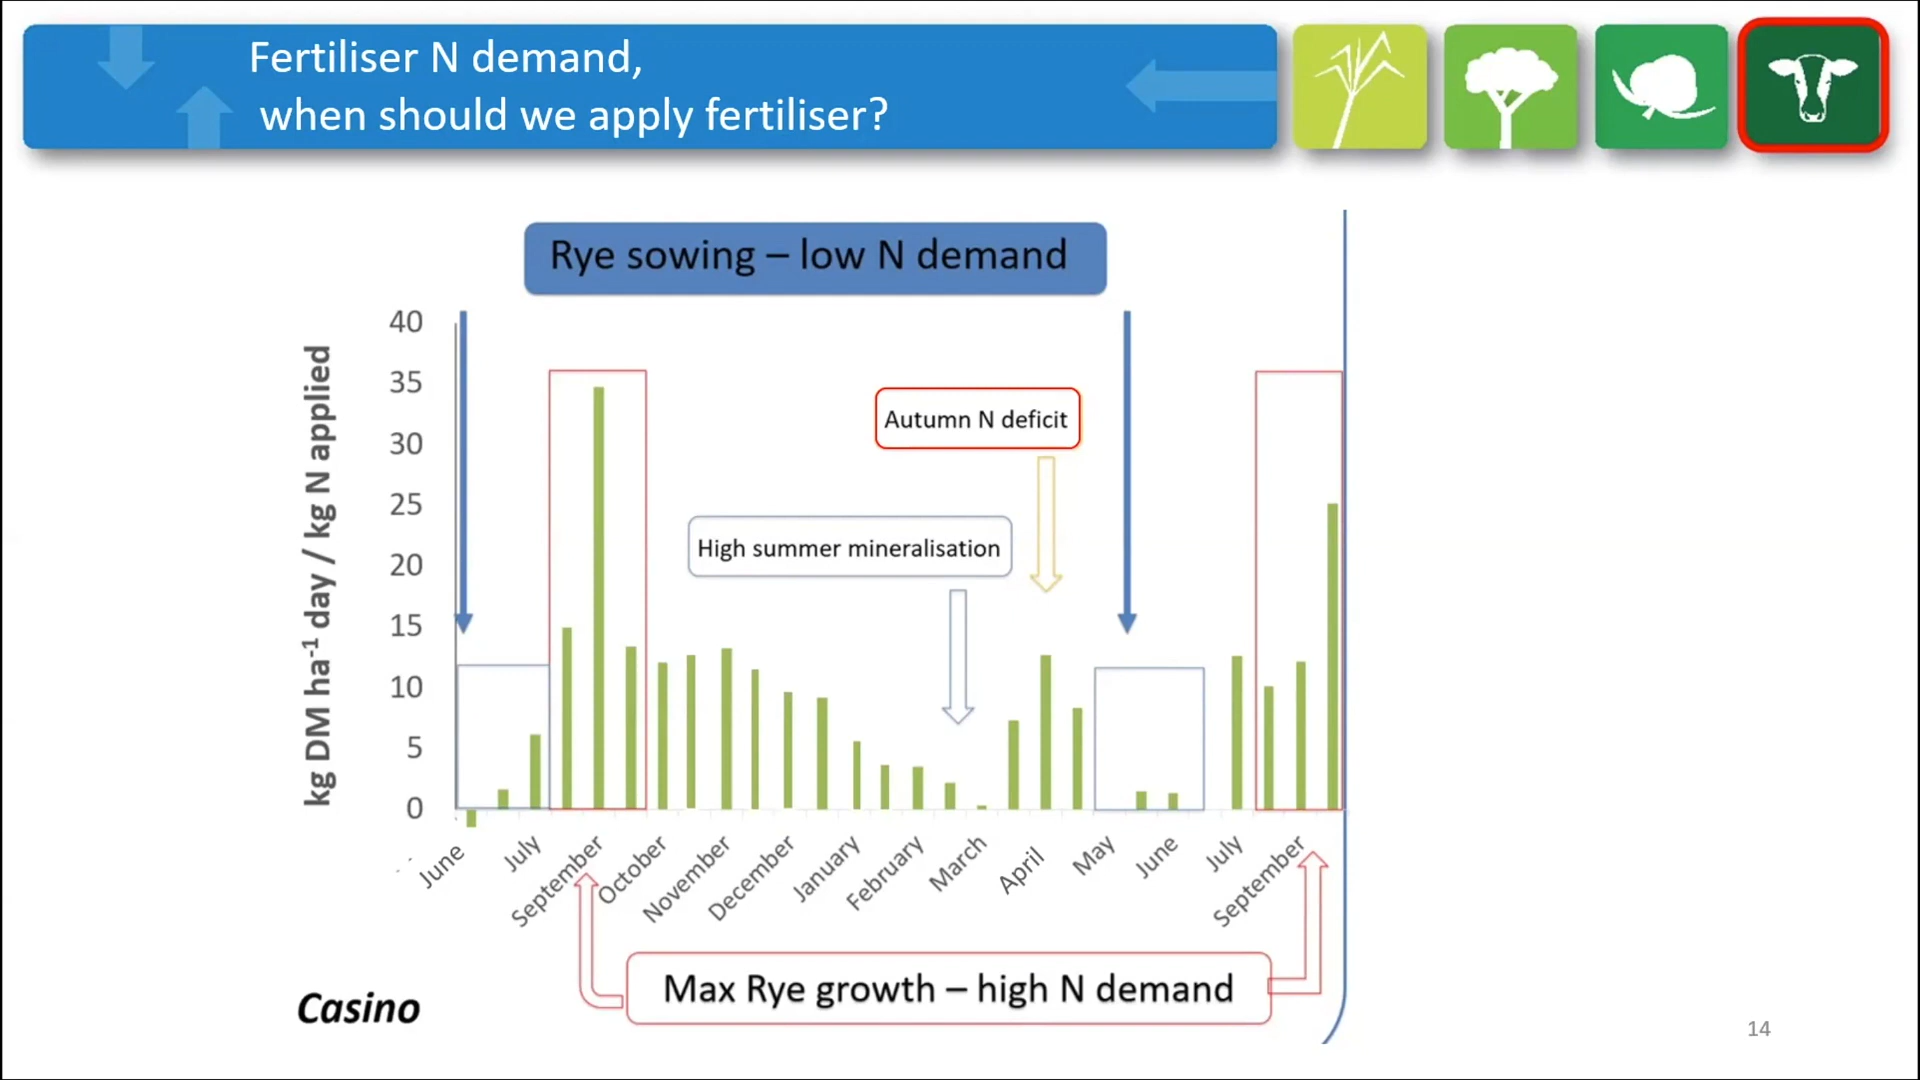 Fertiliser N demand,
when should we apply fertiliser?
Rye sowing – low N demand
kg DM ha-1 day / kg N applied
40
35
30
25
20
15
10
5
0
Autumn N deficit
High summer mineralisation
June
July
September
October
November
December
January
February
March
April
May
June
July
September
Max Rye growth – high N demand
Casino
14